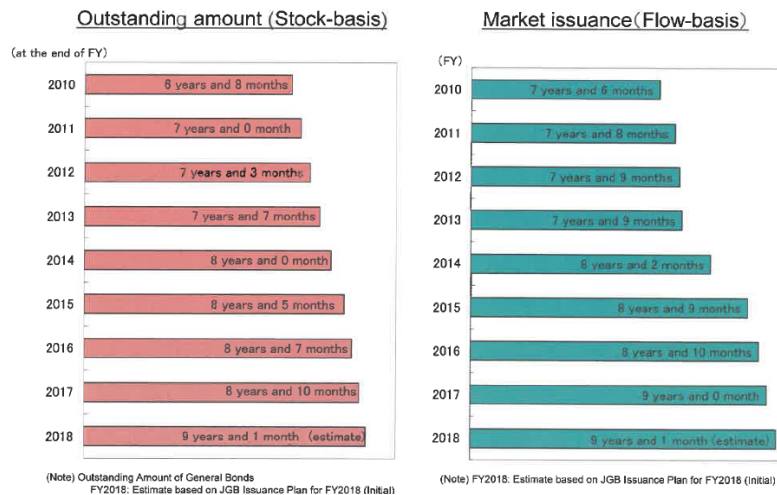 Outstanding amount (Stock-basis)
(at the end of FY)
2010 6 years and 8 months
2011 7 years and 0 month
2012 7 years and 3 months
2013 7 years and 7 months
2014 8 years and 0 month
2015 8 years and 5 months
2016 8 years and 7 months
2017 8 years and 10 months
2018 9 years and 1 month (estimate)
(Note) Outstanding Amount of General Bonds
FY2018: Estimate based on JGB Issuance Plan for FY2018 (Initial)
Market issuance(Flow-basis)
(FY)
2010 7 years and 6 months
2011 7 years and 8 months
2012 7 years and 9 months
2013 7 years and 9 months
2014 8 years and 2 months
2015 8 years and 9 months
2016 8 years and 10 months
2017 9 years and 0 month
2018 9 years and 1 month (estimate)
(Note) FY2018: Estimate based on JGB Issuance Plan for FY2018 (Initial)